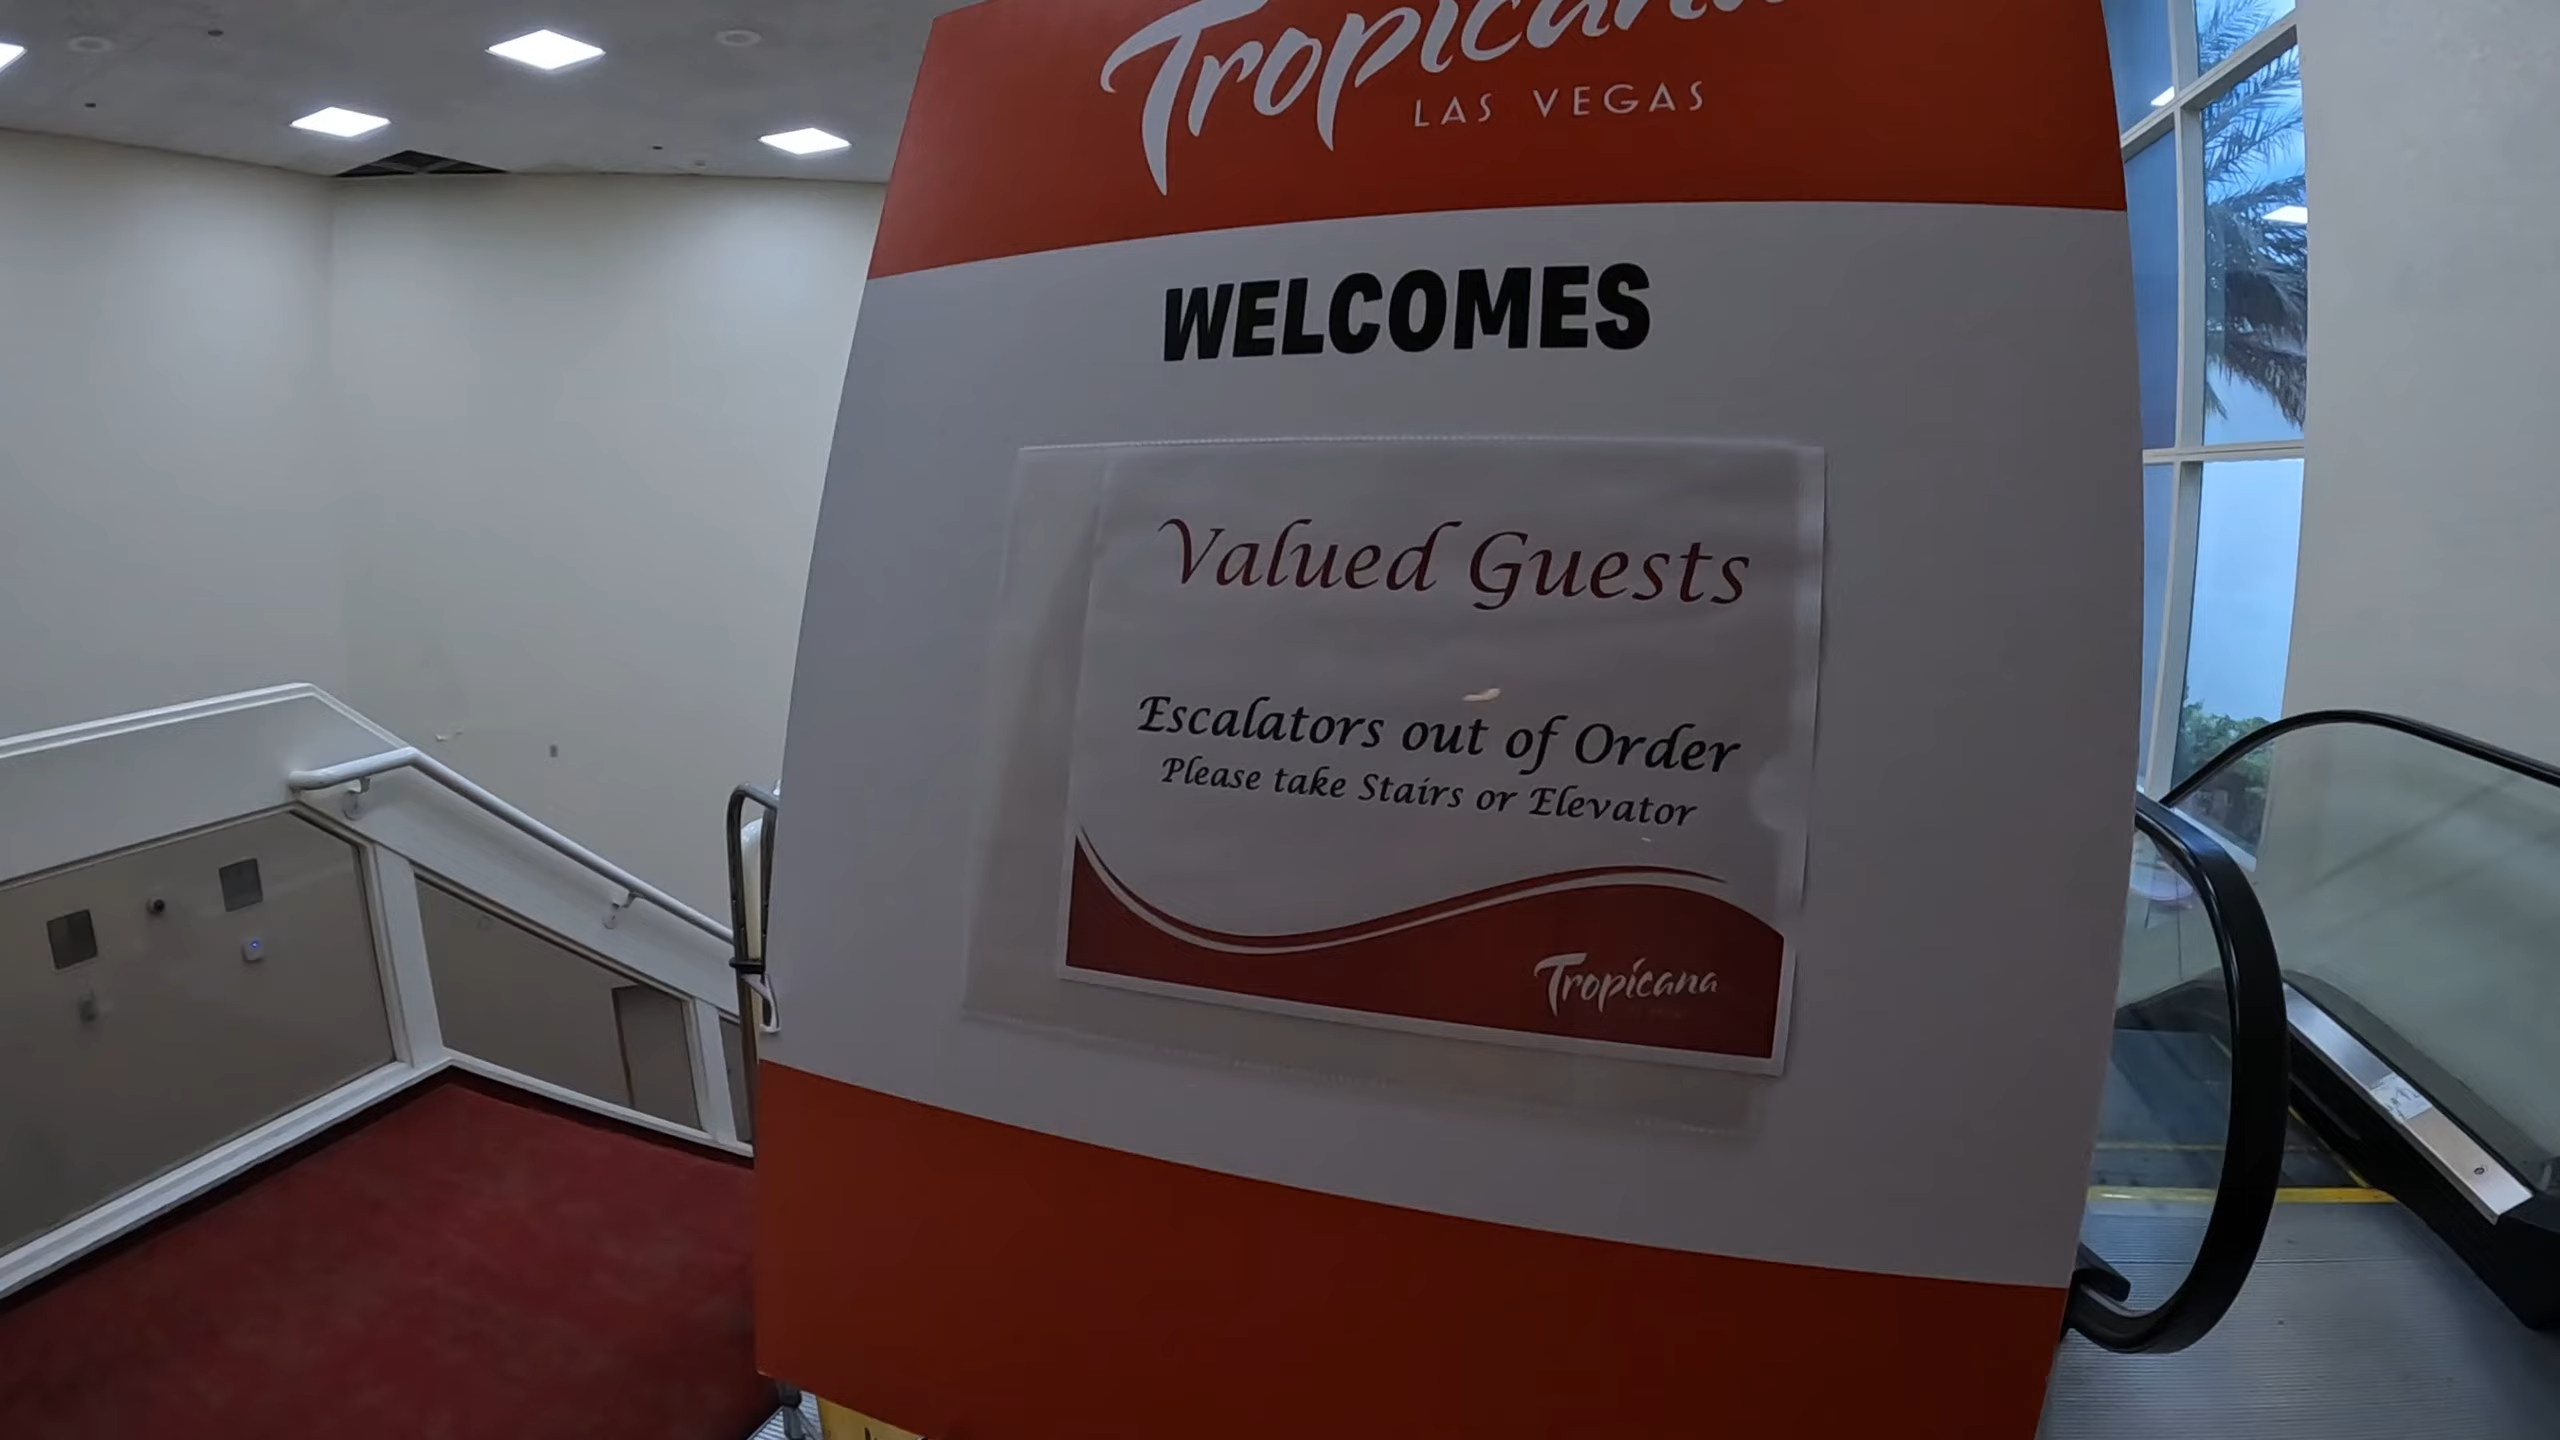 Tropicana
LAS VEGAS
WELCOMES
Valued Guests
Escalators out of Order
Please take Stairs or Elevator
Tropicana